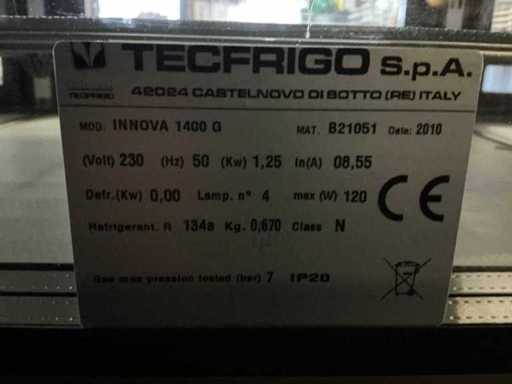 TECFRIGO S.p.A.
TECFRIGO
42024 CASTELNOVO DI SOTTO (RE) ITALY
MOD. INNOVA 1400 G MAT. B21051 Date: 2010
(Volt) 230 (Hz) 50 (Kw) 1,25 In(A) 08,55
Defr.(Kw) 0,00 Lamp. n° 4 max (W) 120
CE
Refrigerant. R 134a Kg. 0,670 Class N
Gas max pression tested (bar) 7 IP20